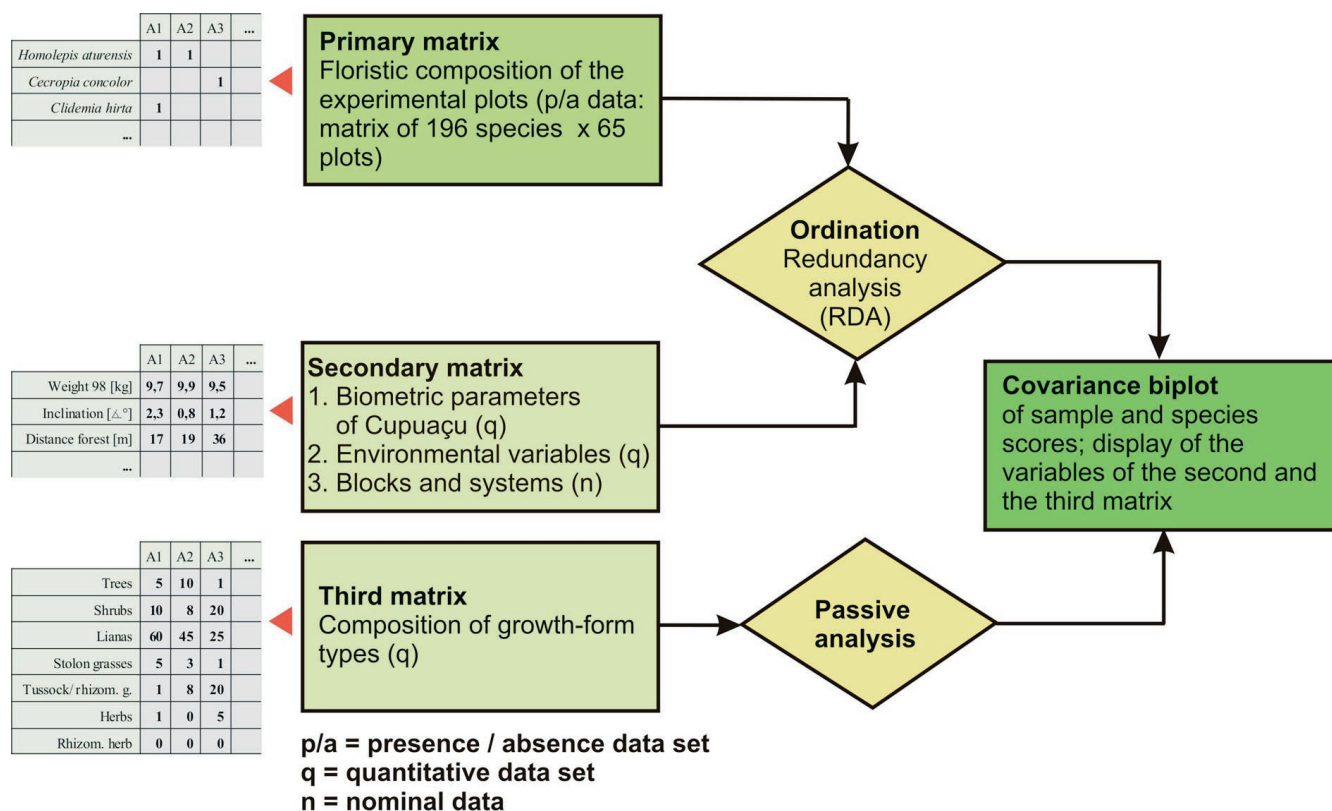 A1 A2 A3 ...
Homolepis aturensis 1 1
Cecropia concolor 1
Clidemia hirta 1
...
Primary matrix
Floristic composition of the
experimental plots (p/a data:
matrix of 196 species x 65
plots)
Ordination
Redundancy
analysis
(RDA)
A1 A2 A3 ...
Weight 98 [kg] 9,7 9,9 9,5
Inclination [∠°] 2,3 0,8 1,2
Distance forest [m] 17 19 36
...
Secondary matrix
1. Biometric parameters
of Cupuaçu (q)
2. Environmental variables (q)
3. Blocks and systems (n)
Covariance biplot
of sample and species
scores; display of the
variables of the second and
the third matrix
A1 A2 A3 ...
Trees 5 10 1
Shrubs 10 8 20
Lianas 60 45 25
Stolon grasses 5 3 1
Tussock/ rhizom. g. 1 8 20
Herbs 1 0 5
Rhizom. herb 0 0 0
Third matrix
Composition of growth-form
types (q)
Passive
analysis
p/a = presence / absence data set
q = quantitative data set
n = nominal data